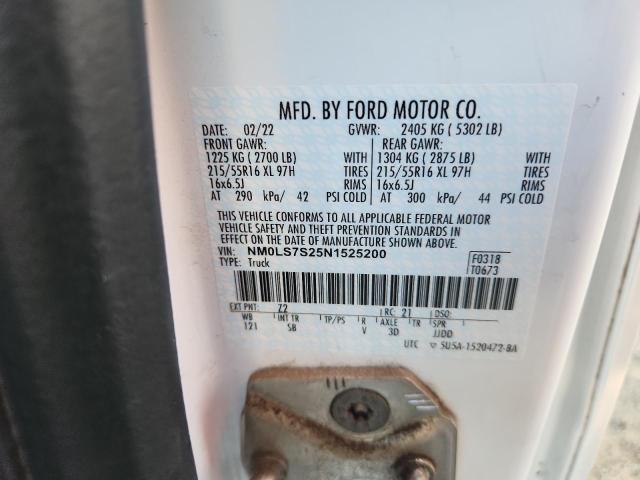 MFD. BY FORD MOTOR CO.
DATE: 02/22 GVWR: 2405 KG ( 5302 LB)
FRONT GAWR: REAR GAWR:
1225 KG ( 2700 LB) WITH 1304 KG ( 2875 LB) WITH
215/55R16 XL 97H TIRES 215/55R16 XL 97H TIRES
16x6.5J RIMS 16x6.5J RIMS
AT 290 kPa/ 42 PSI COLD AT 300 kPa/ 44 PSI COLD
THIS VEHICLE CONFORMS TO ALL APPLICABLE FEDERAL MOTOR
VEHICLE SAFETY AND THEFT PREVENTION STANDARDS IN
EFFECT ON THE DATE OF MANUFACTURE SHOWN ABOVE.
VIN: NM0LS7S25N1525200 F0318
TYPE: Truck T0673
EXT PNT: Z2 RC: 21 DSO:
WB INT TR TP/PS R AXLE TR SPR
121 SB V 3D JJDD
UTC ▽ 5U5A-1520472-BA